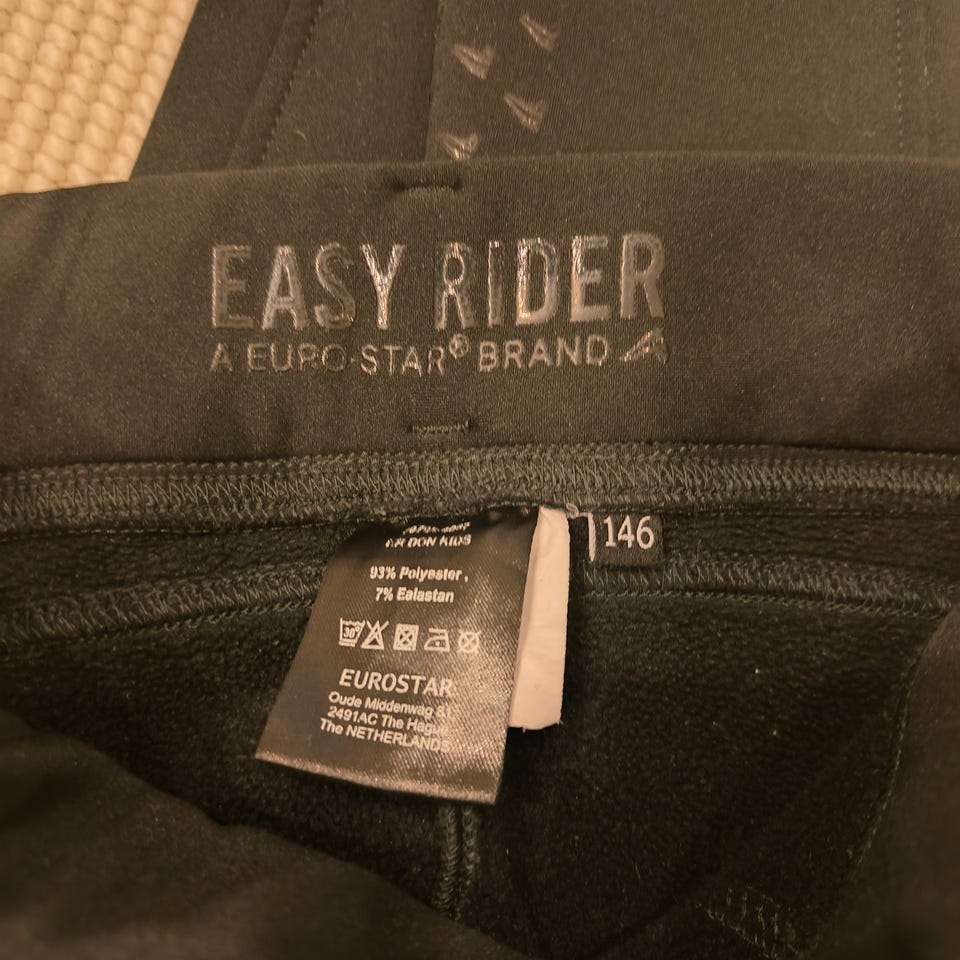 EASY RIDER
A EURO-STAR® BRAND
146
DON KIDS
93% Polyester,
7% Ealastan
30°
EUROSTAR
Oude Middenwag
2491AC The Hague
The NETHERLANDS